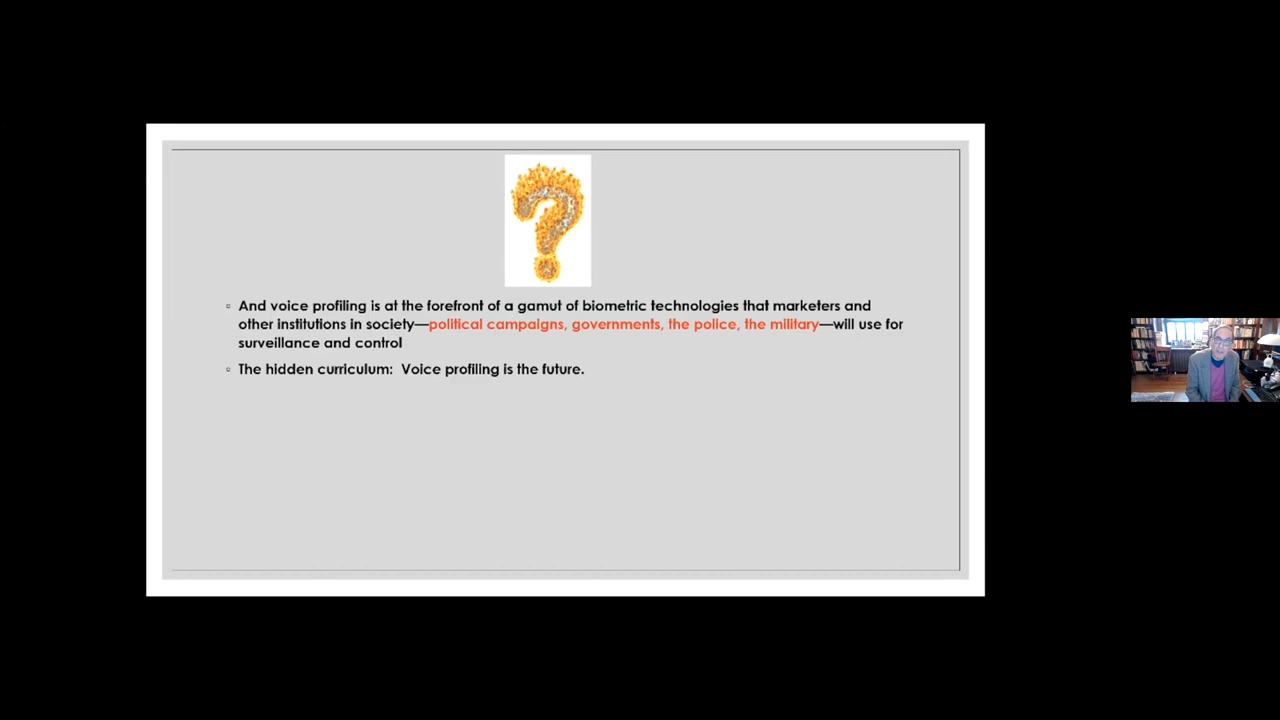 And voice profiling is at the forefront of a gamut of biometric technologies that marketers and
other institutions in society—political campaigns, governments, the police, the military—will use for
surveillance and control
The hidden curriculum:  Voice profiling is the future.